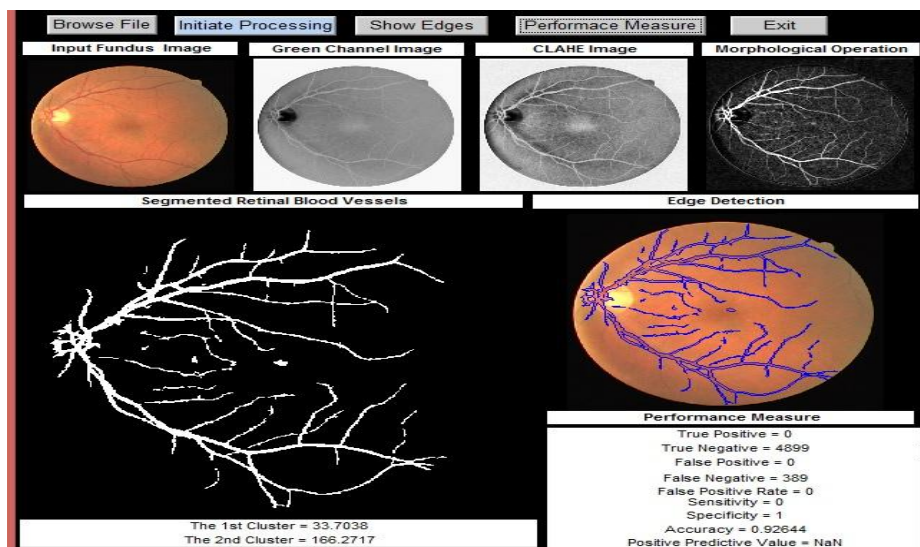 Browse File Initiate Processing Show Edges Performace Measure Exit
Input Fundus Image Green Channel Image CLAHE Image Morphological Operation
Segmented Retinal Blood Vessels Edge Detection
Performance Measure
True Positive = 0
True Negative = 4899
False Positive = 0
False Negative = 389
False Positive Rate = 0
Sensitivity = 0
Specificity = 1
Accuracy = 0.92644
Positive Predictive Value = NaN
The 1st Cluster = 33.7038
The 2nd Cluster = 166.2717